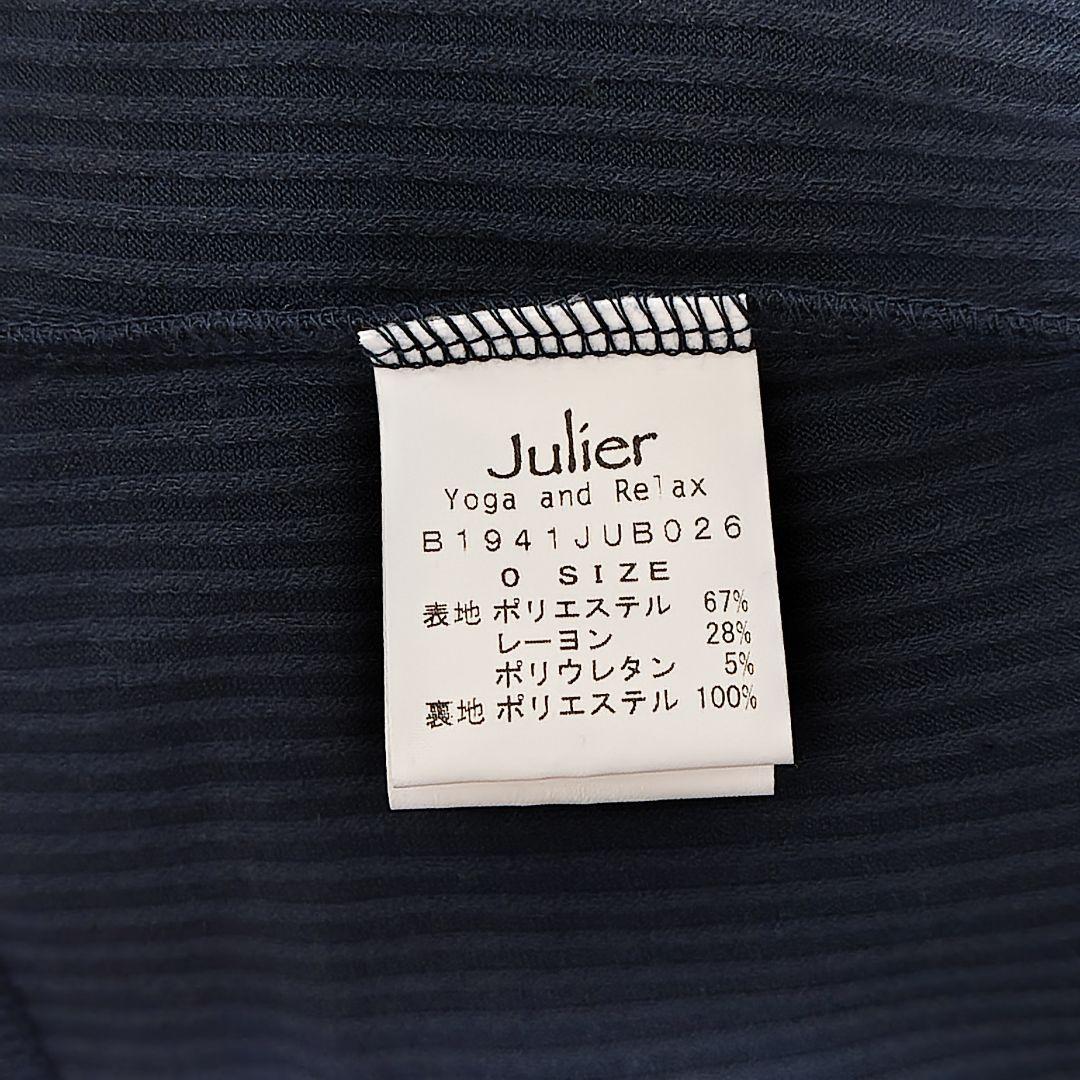 Julier
Yoga and Relax
B1941JUB026
0 SIZE
表地 ポリエステル 67%
レーヨン 28%
ポリウレタン 5%
裏地 ポリエステル 100%